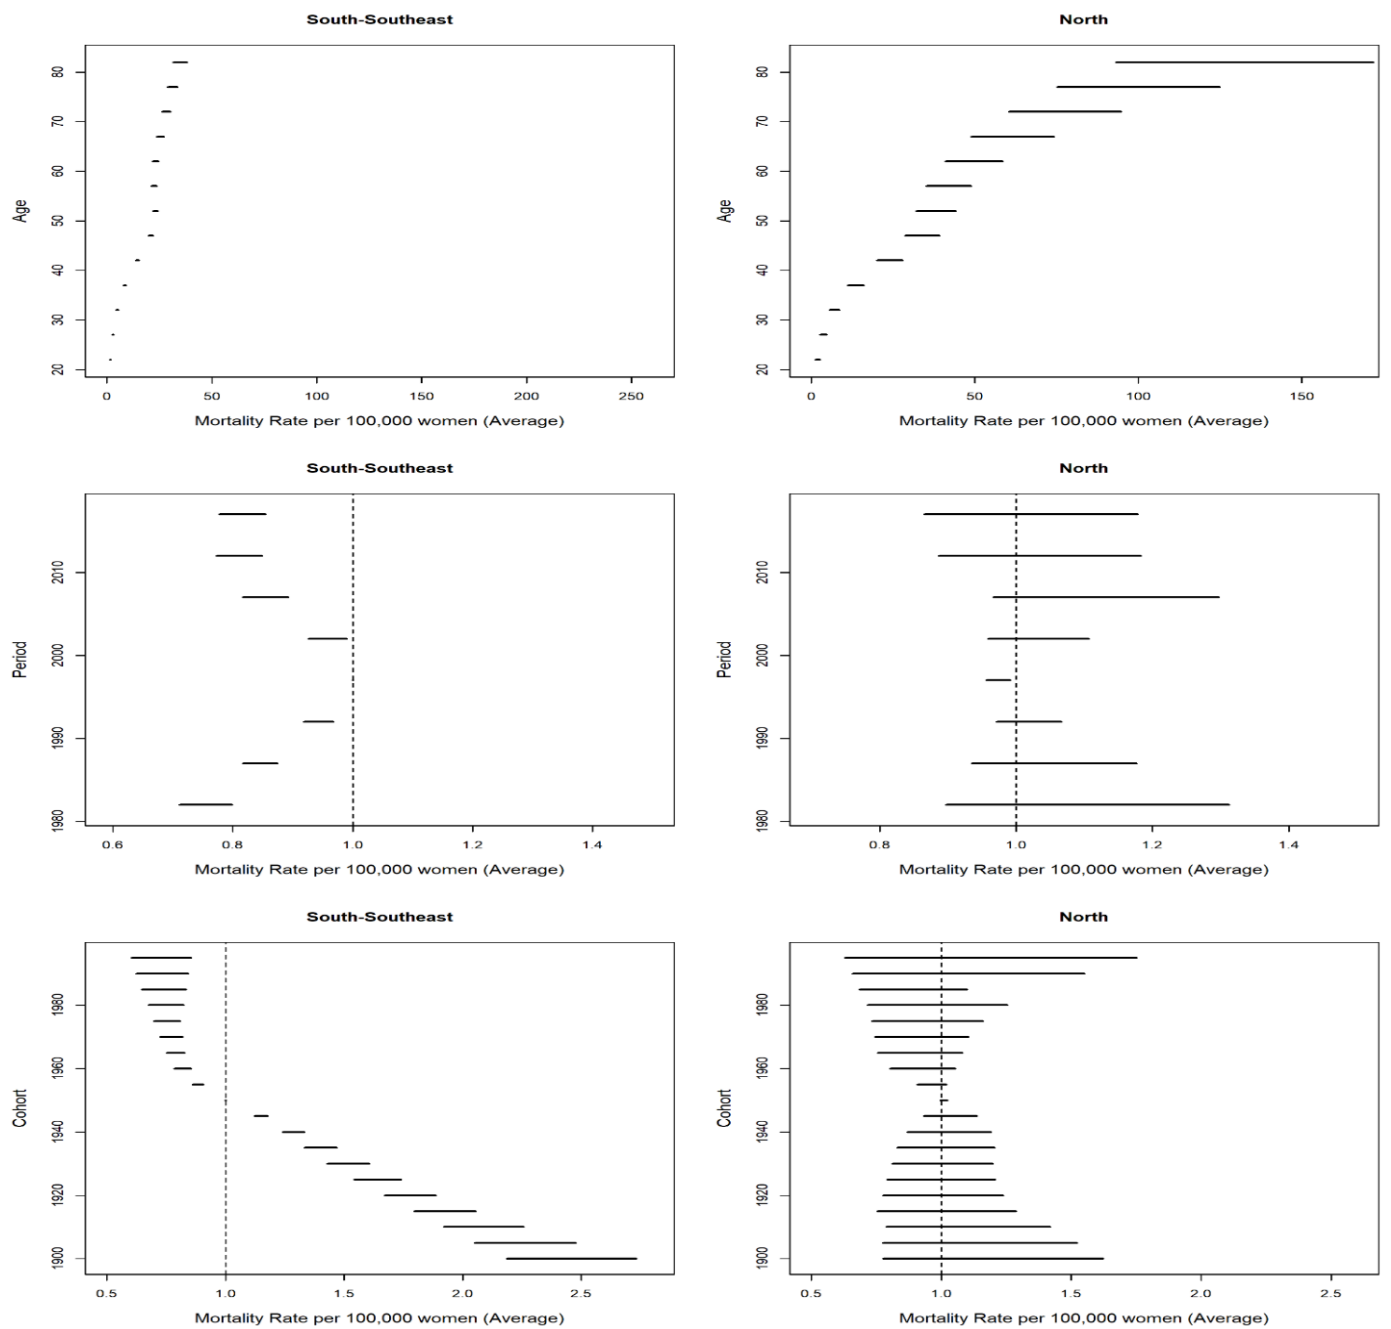 South-Southeast
North
80
70
60
50
40
30
20
Age
0 50 100 150 200 250
Mortality Rate per 100,000 women (Average)
80
70
60
50
40
30
20
Age
0 50 100 150
Mortality Rate per 100,000 women (Average)
South-Southeast
North
2010
2000
1990
1980
Period
0.6 0.8 1.0 1.2 1.4
Mortality Rate per 100,000 women (Average)
2010
2000
1990
1980
Period
0.8 1.0 1.2 1.4
Mortality Rate per 100,000 women (Average)
South-Southeast
North
1980
1960
1940
1920
1900
Cohort
0.5 1.0 1.5 2.0 2.5
Mortality Rate per 100,000 women (Average)
1980
1960
1940
1920
1900
Cohort
0.5 1.0 1.5 2.0 2.5
Mortality Rate per 100,000 women (Average)